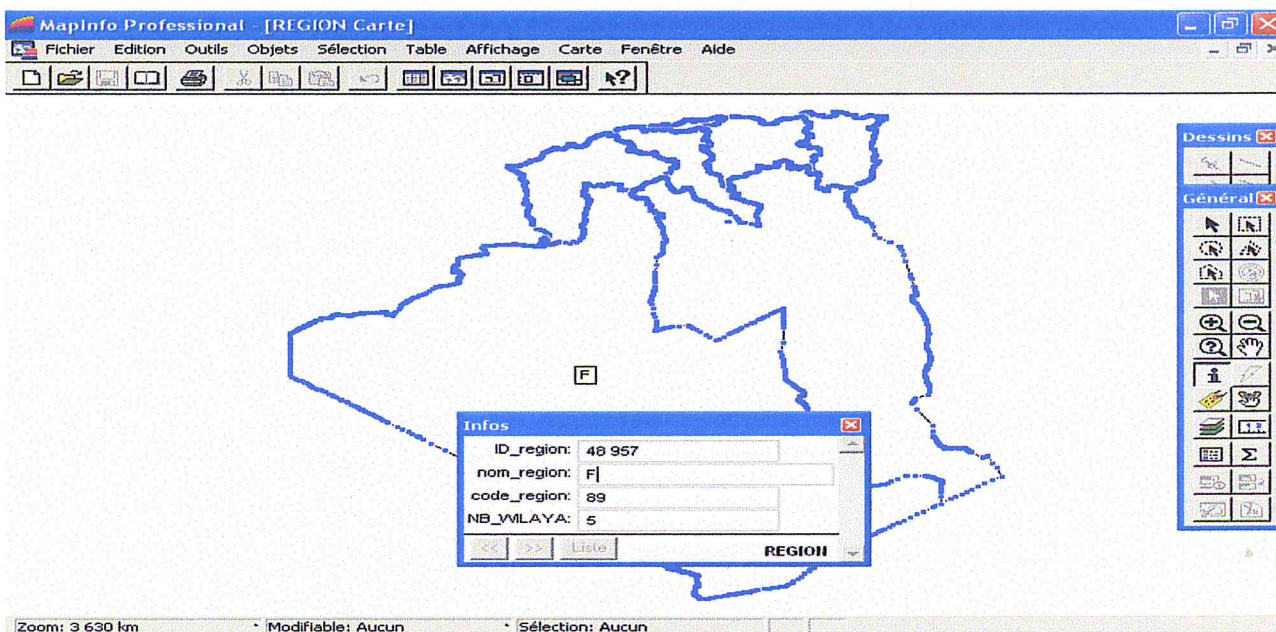 MapInfo Professional - [REGION Carte]
Fichier Edition Outils Objets Sélection Table Affichage Carte Fenêtre Aide
Dessins
Général
F
Infos
ID_region: 48 957
nom_region: F
code_region: 89
NB_WILAYA: 5
<< >> Liste REGION
Zoom: 3 630 km Modifiable: Aucun Sélection: Aucun